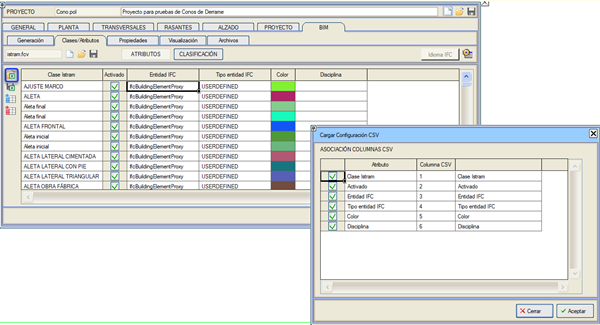 PROYECTO Cono.pol Proyecto para pruebas de Conos de Derrame
GENERAL PLANTA TRANSVERSALES RASANTES ALZADO PROYECTO BIM
Generación Clases/Atributos Propiedades Visualización Archivos
istram.fcv ATRIBUTOS CLASIFICACIÓN Idioma IFC
Clase Istram Activado Entidad IFC Tipo entidad IFC Color Disciplina
AJUSTE MARCO IfcBuildingElementProxy USERDEFINED
ALETA IfcBuildingElementProxy USERDEFINED
Aleta final IfcBuildingElementProxy USERDEFINED
Aleta final IfcBuildingElementProxy USERDEFINED
ALETA FRONTAL IfcBuildingElementProxy USERDEFINED
Aleta inicial IfcBuildingElementProxy USERDEFINED
Aleta inicial IfcBuildingElementProxy USERDEFINED
ALETA LATERAL CIMENTADA IfcBuildingElementProxy USERDEFINED
ALETA LATERAL CON PIE IfcBuildingElementProxy USERDEFINED
ALETA LATERAL TRIANGULAR IfcBuildingElementProxy USERDEFINED
ALETA OBRA FÁBRICA IfcBuildingElementProxy USERDEFINED
Cargar Configuración CSV
ASOCIACIÓN COLUMNAS CSV
Atributo Columna CSV
Clase Istram 1 Clase Istram
Activado 2 Activado
Entidad IFC 3 Entidad IFC
Tipo entidad IFC 4 Tipo entidad IFC
Color 5 Color
Disciplina 6 Disciplina
Cerrar Aceptar